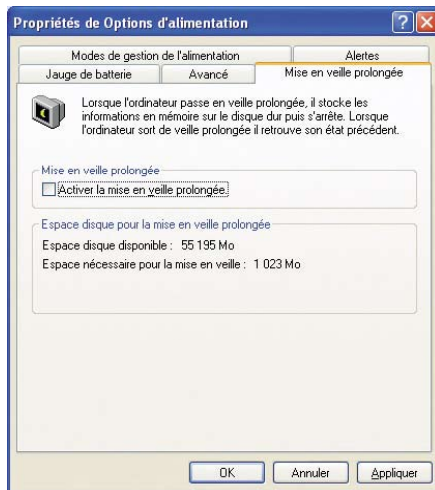 Propriétés de Options d'alimentation
Modes de gestion de l'alimentation
Alertes
Jauge de batterie
Avancé
Mise en veille prolongée
Lorsque l'ordinateur passe en veille prolongée, il stocke les
informations en mémoire sur le disque dur puis s'arrête. Lorsque
l'ordinateur sort de veille prolongée il retrouve son état précédent.
Mise en veille prolongée
Activer la mise en veille prolongée.
Espace disque pour la mise en veille prolongée
Espace disque disponible : 55 195 Mo
Espace nécessaire pour la mise en veille : 1 023 Mo
OK
Annuler
Appliquer